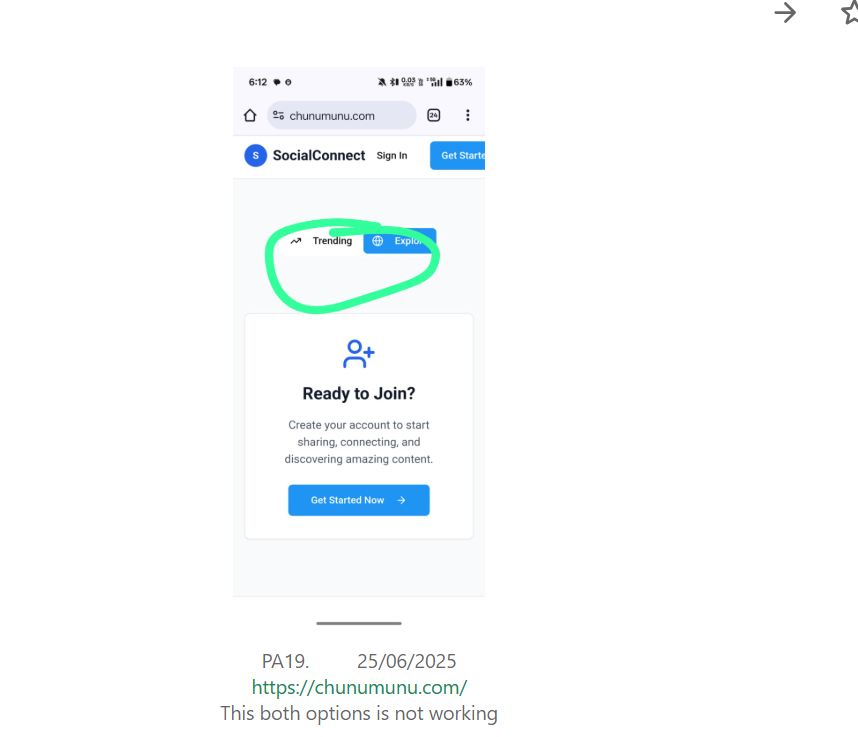 6:12 0.03 63%
chunumunu.com 24
S SocialConnect Sign In Get Starte
Trending Explor
Ready to Join?
Create your account to start
sharing, connecting, and
discovering amazing content.
Get Started Now
PA19. 25/06/2025
https://chunumunu.com/
This both options is not working